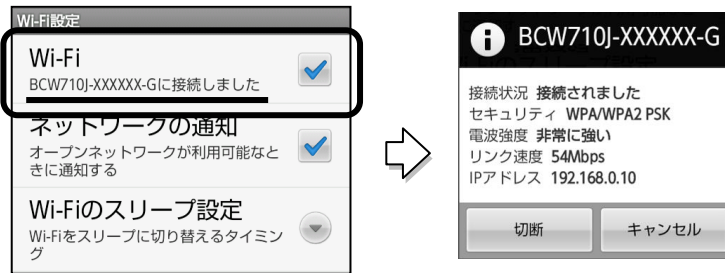 Wi-Fi設定
Wi-Fi
BCW710J-XXXXXX-Gに接続しました
ネットワークの通知
オープンネットワークが利用可能なと
きに通知する
Wi-Fiのスリープ設定
Wi-Fiをスリープに切り替えるタイミン
グ
BCW710J-XXXXXX-G
接続状況 接続されました
セキュリティ WPA/WPA2 PSK
電波強度 非常に強い
リンク速度 54Mbps
IPアドレス 192.168.0.10
切断
キャンセル